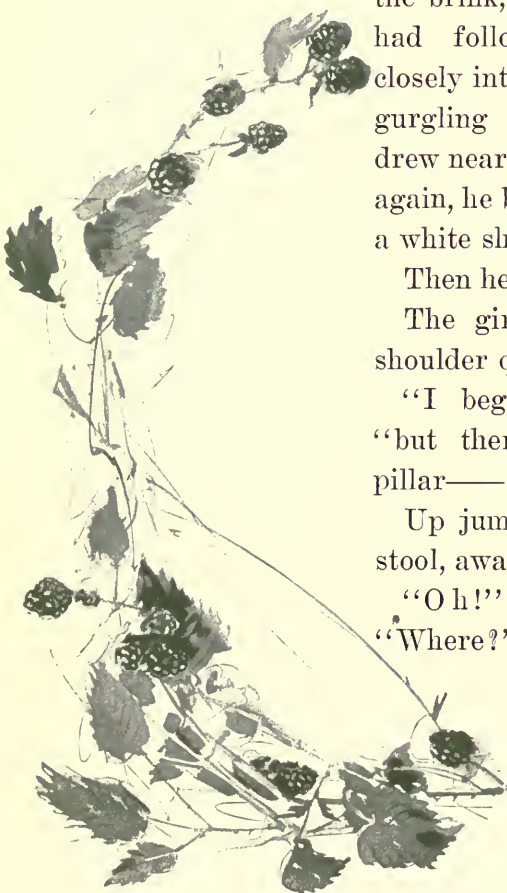 the brink,
had follo
closely int
gurgling
drew near
again, he b
a white sh
Then he
The gir
shoulder q
“I beg
“but ther
pillar——
Up jum
stool, awa
“Oh!”
“Where?”